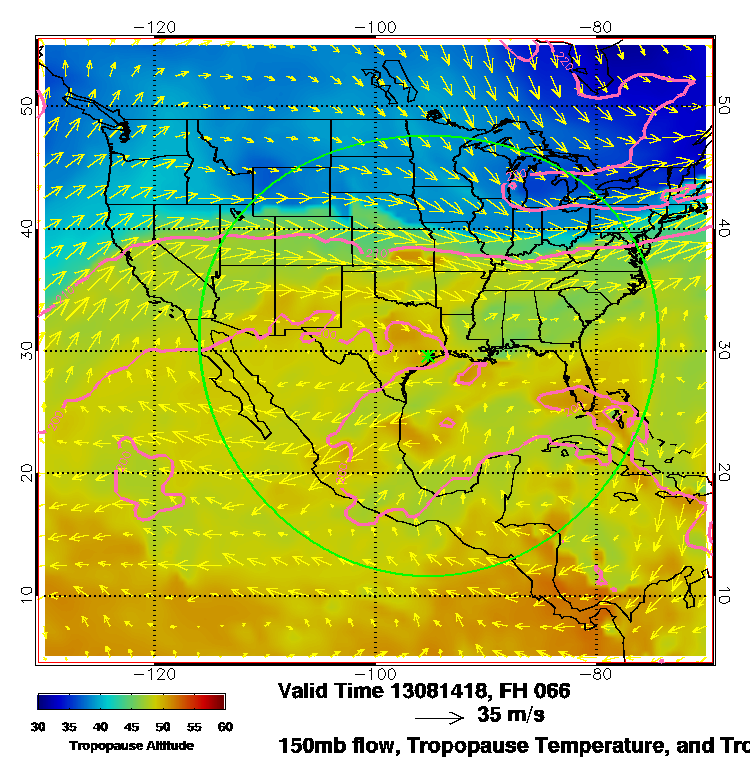 −120 −100 −80
50 50
40 40
30 30
20 20
10 10
−120 −100 −80
220
Valid Time 13081418, FH 066
35 m/s
30 35 40 45 50 55 60
Tropopause Altitude
150mb flow, Tropopause Temperature, and Tro